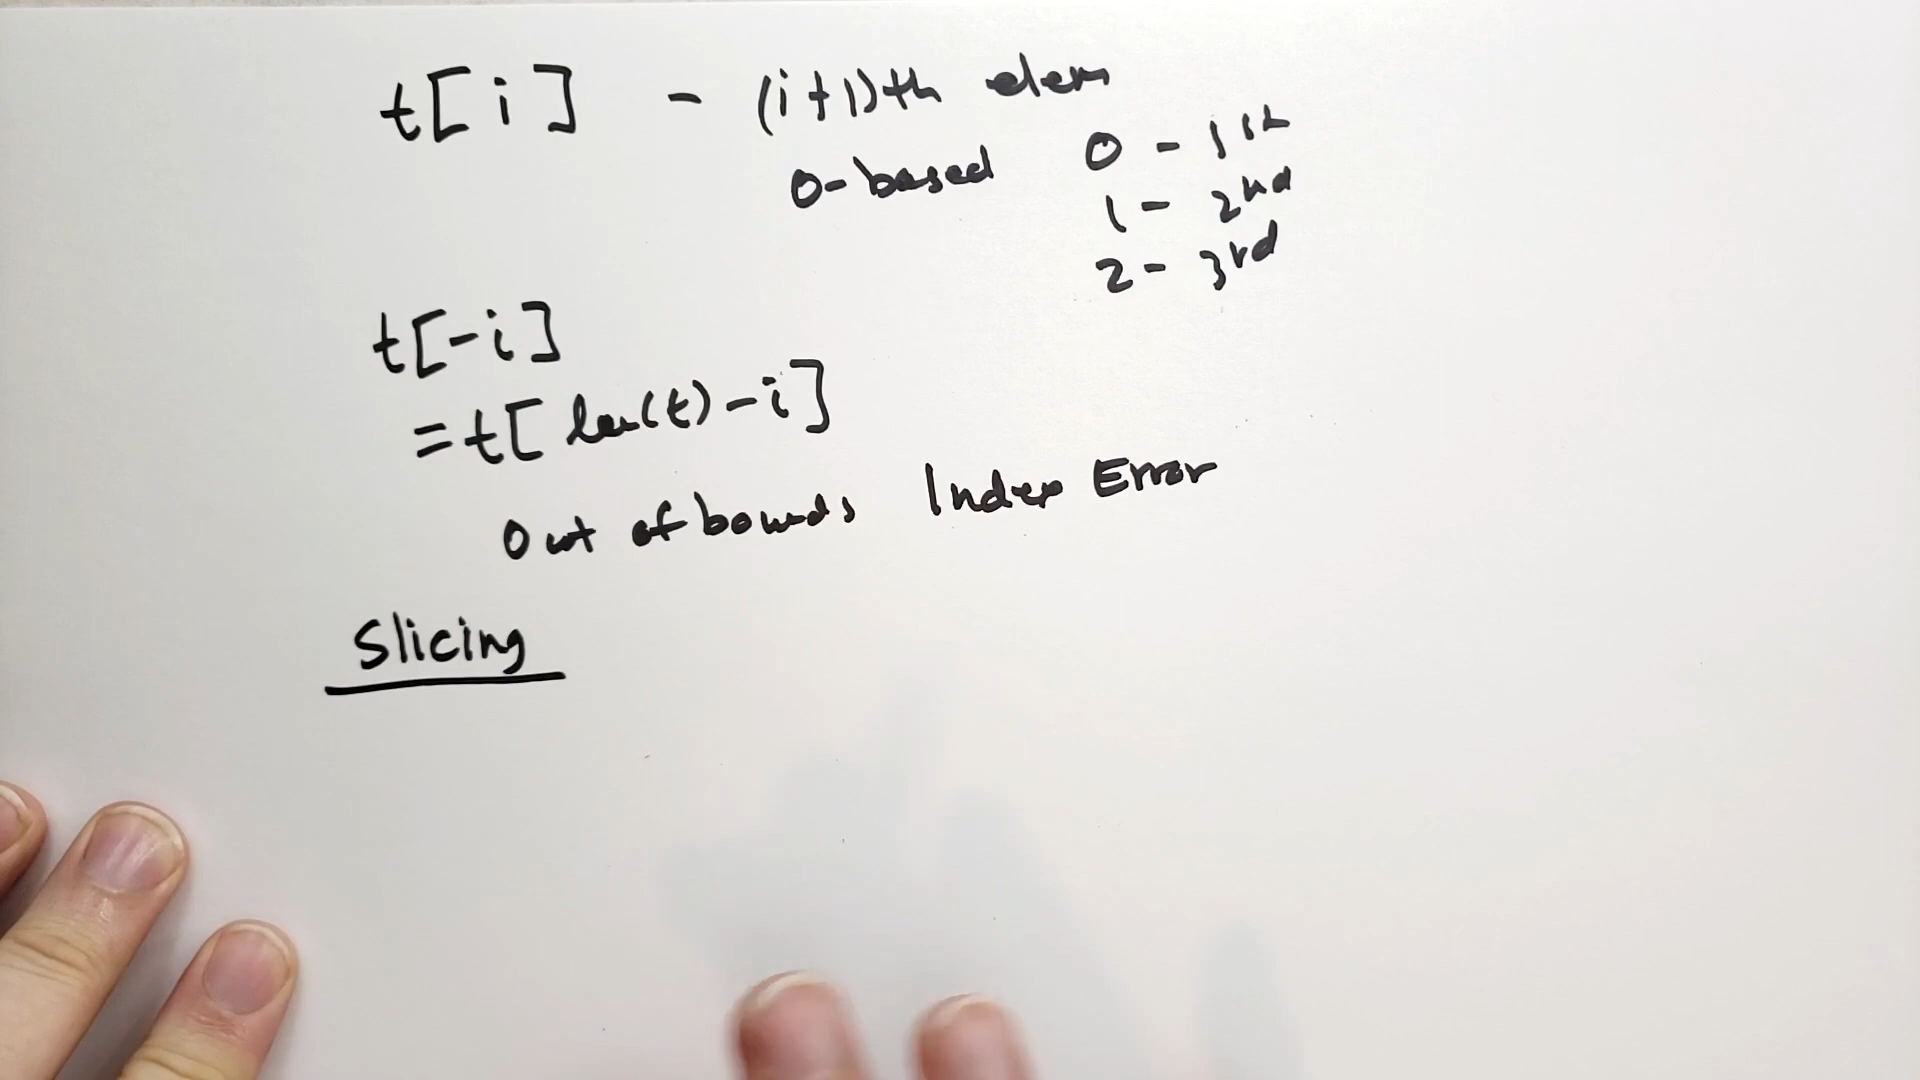 t[i] - (i+1)th elem
0-based 0 - 1st
1 - 2nd
2 - 3rd
t[-i]
=t[len(t)-i]
Out of bounds Index Error
Slicing